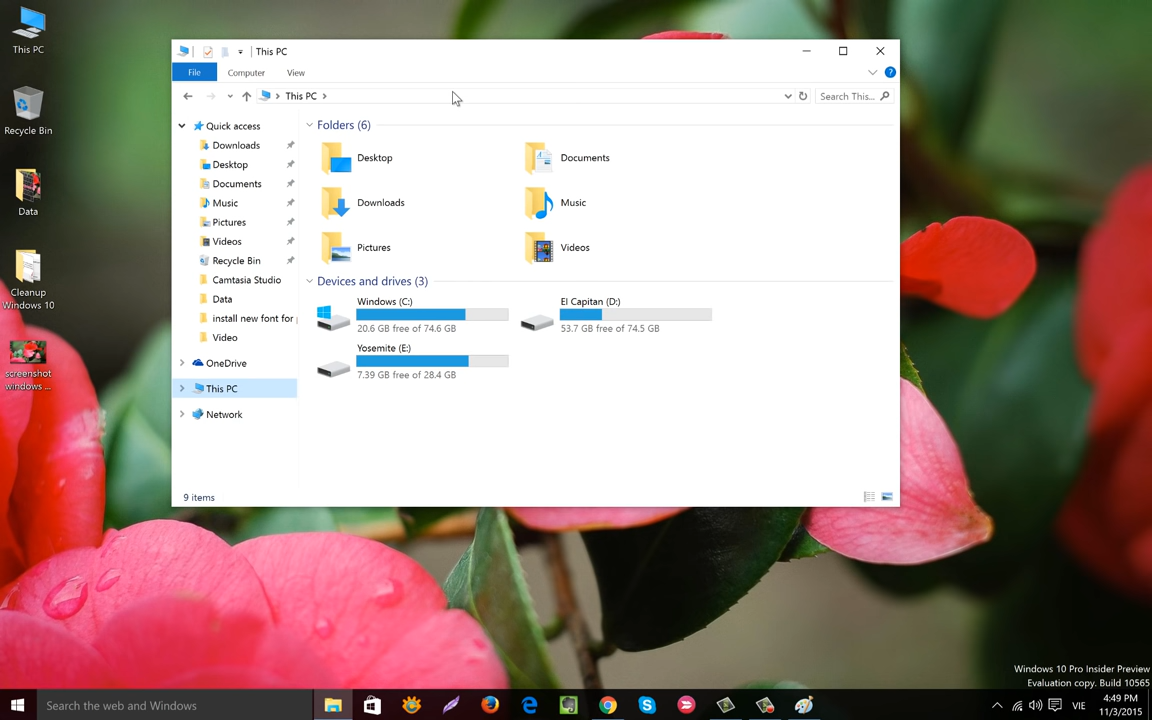 This PC
Recycle Bin
Data
Cleanup
Windows 10
screenshot
windows ...
This PC
File
Computer
View
This PC
Search This...
Quick access
Downloads
Desktop
Documents
Music
Pictures
Videos
Recycle Bin
Camtasia Studio
Data
install new font for
Video
OneDrive
This PC
Network
Folders (6)
Desktop
Documents
Downloads
Music
Pictures
Videos
Devices and drives (3)
Windows (C:)
20.6 GB free of 74.6 GB
El Capitan (D:)
53.7 GB free of 74.5 GB
Yosemite (E:)
7.39 GB free of 28.4 GB
9 items
Windows 10 Pro Insider Preview
Evaluation copy. Build 10565
Search the web and Windows
VIE
4:49 PM
11/3/2015